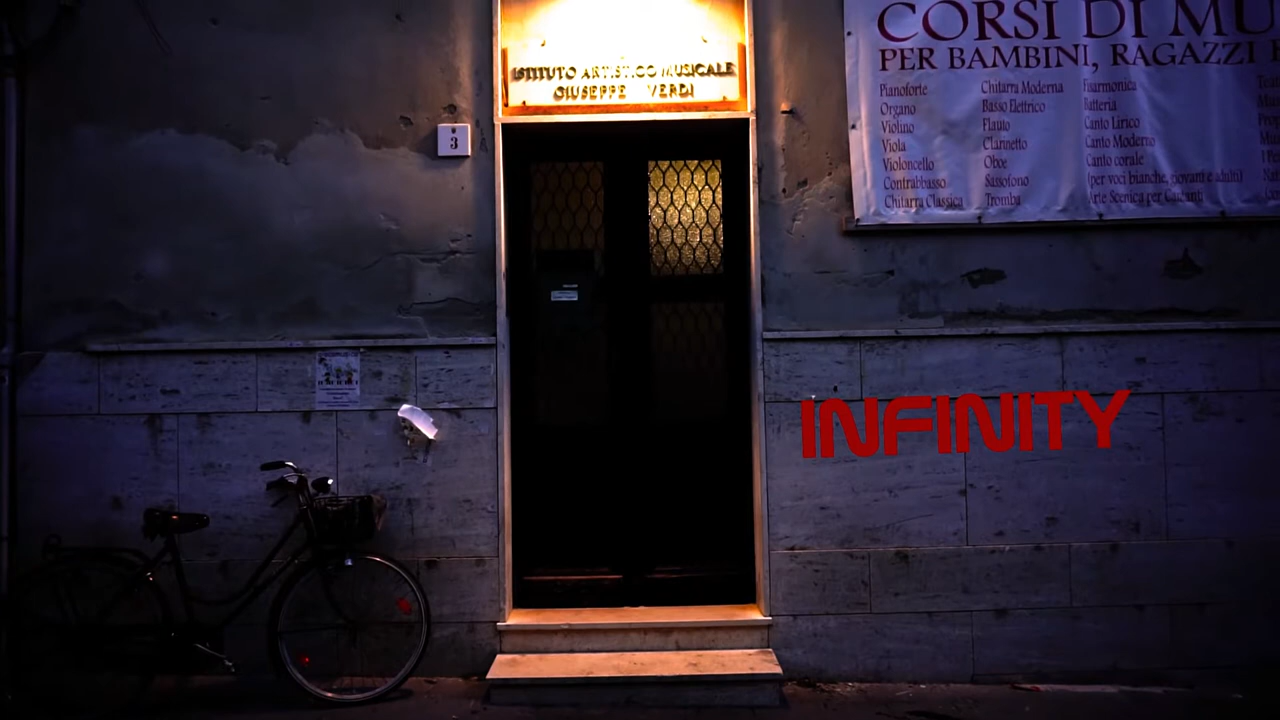 ISTITUTO ARTISTICO MUSICALE
GIUSEPPE VERDI
3
CORSI DI MU
PER BAMBINI, RAGAZZI
Pianoforte
Organo
Violino
Viola
Violoncello
Contrabbasso
Chitarra Classica
Chitarra Moderna
Basso Elettrico
Flauto
Clarinetto
Oboe
Sassofono
Tromba
Fisarmonica
Batteria
Canto Lirico
Canto Moderno
Canto corale
(per voci bianche, giovani e adulti)
Arte Scenica per Cantanti
INFINITY